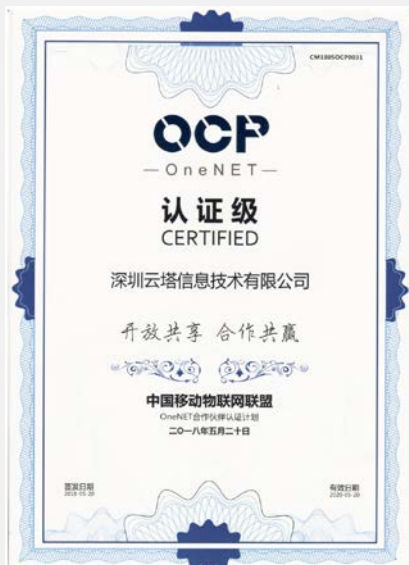 CM1805OCP0031
OCP
—OneNET—
认证级
CERTIFIED
深圳云塔信息技术有限公司
开放共享 合作共赢
中国移动物联网联盟
OneNET合作伙伴认证计划
二〇一八年五月二十日
签发日期
2018-05-20
有效日期
2020-05-20